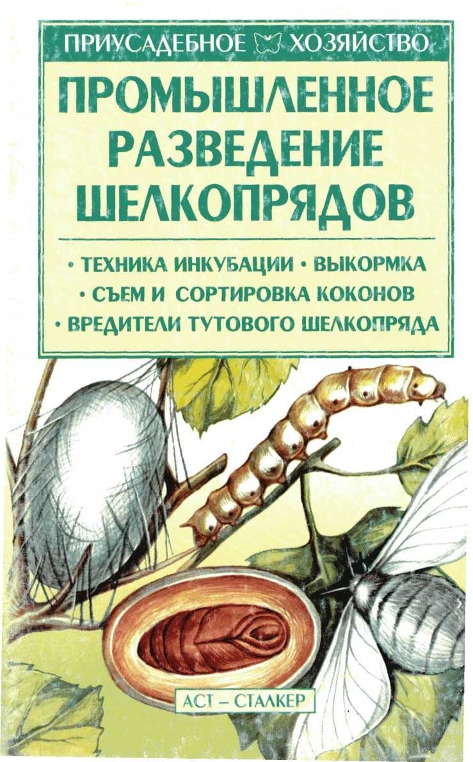 ПРИУСАДЕБНОЕ ХОЗЯЙСТВО
ПРОМЫШЛЕННОЕ
РАЗВЕДЕНИЕ
ШЕЛКОПРЯДОВ
• ТЕХНИКА ИНКУБАЦИИ • ВЫКОРМКА
• СЪЕМ И СОРТИРОВКА КОКОНОВ
• ВРЕДИТЕЛИ ТУТОВОГО ШЕЛКОПРЯДА
АСТ – СТАЛКЕР